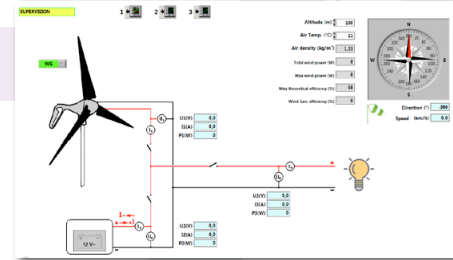 SUPERVISION
1 2 3
Altitude (m) 100
Air Temp. (°C) 11
Air density (kg/m³) 1,23
Total wind power (W) 0
Max wind power (W) 0
Max theoretical efficiency (%) 59
Wind Gen. efficiency (%) 0
WG
N
W E
S
Direction (°) -200
Speed (km/h) 0,0
U1(V) 0,0
I1(A) 0,0
P1(W) 0
U3(V) 0,0
I3(A) 0,0
P3(W) 0
U2(V) 0,0
I2(A) 0,0
P2(W) 0
12 V-